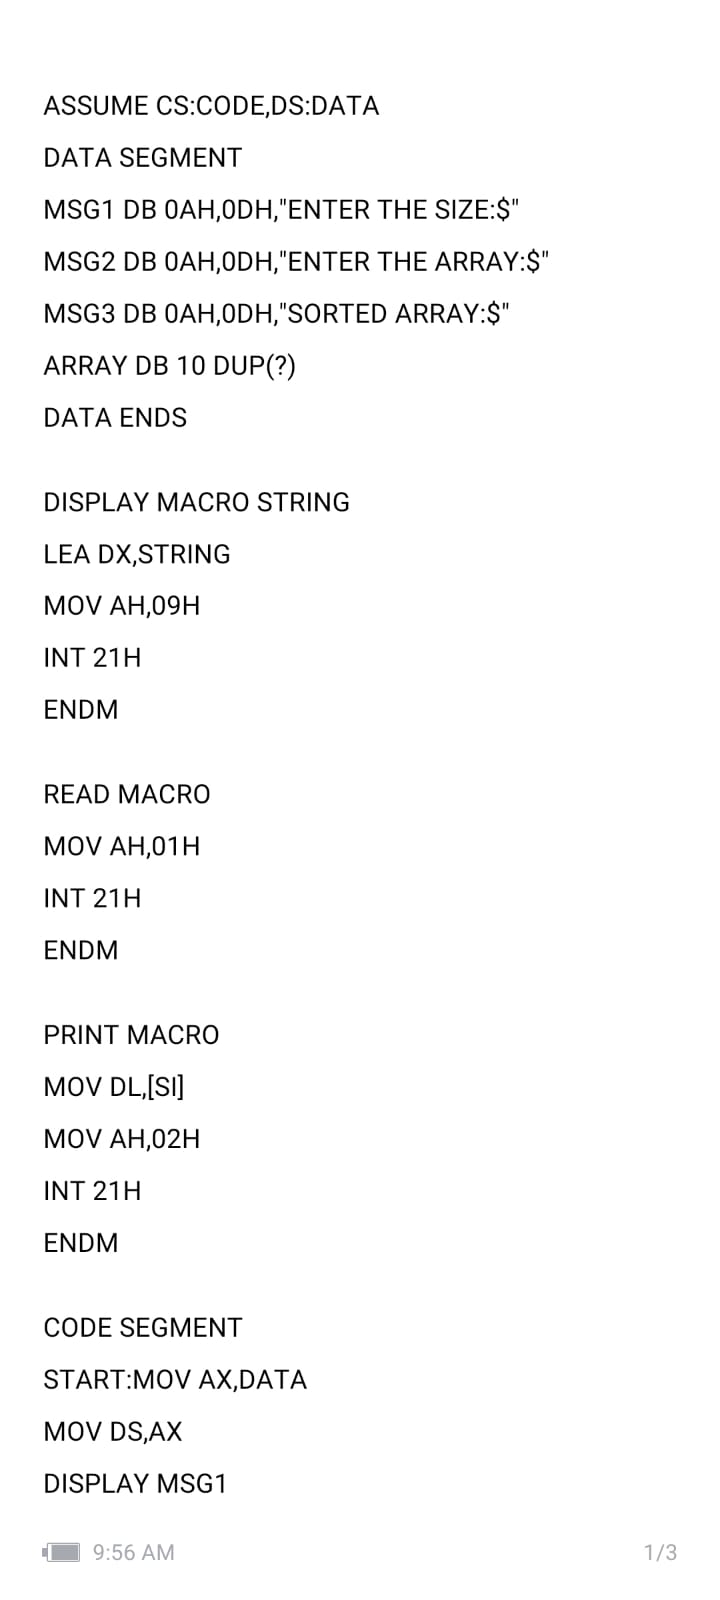 ASSUME CS:CODE,DS:DATA
DATA SEGMENT
MSG1 DB 0AH,0DH,"ENTER THE SIZE:$"
MSG2 DB 0AH,0DH,"ENTER THE ARRAY:$"
MSG3 DB 0AH,0DH,"SORTED ARRAY:$"
ARRAY DB 10 DUP(?)
DATA ENDS
DISPLAY MACRO STRING
LEA DX,STRING
MOV AH,09H
INT 21H
ENDM
READ MACRO
MOV AH,01H
INT 21H
ENDM
PRINT MACRO
MOV DL,[SI]
MOV AH,02H
INT 21H
ENDM
CODE SEGMENT
START:MOV AX,DATA
MOV DS,AX
DISPLAY MSG1
9:56 AM 1/3